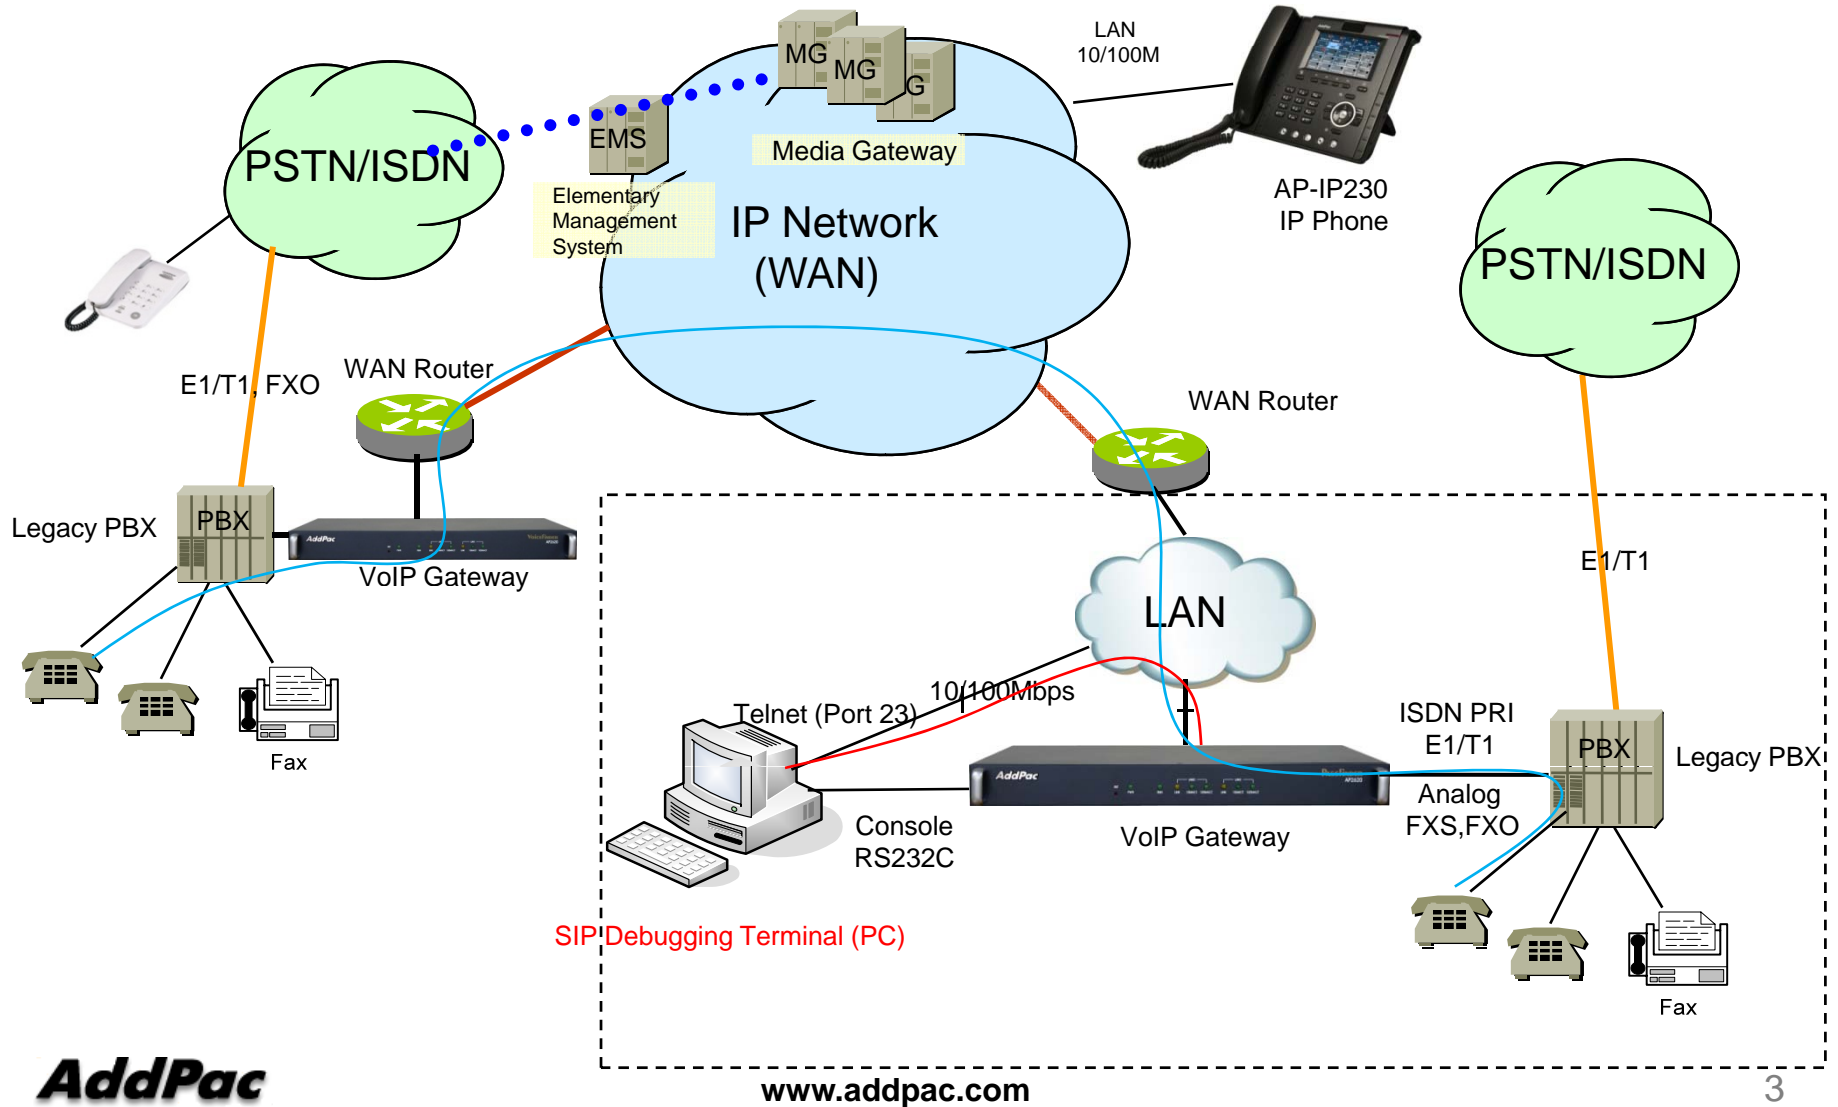 LAN
10/100M
MG
MG
G
EMS
PSTN/ISDN
Media Gateway
Elementary
Management
System
IP Network
(WAN)
AP-IP230
IP Phone
PSTN/ISDN
E1/T1, FXO
WAN Router
WAN Router
Legacy PBX
PBX
AddPac
VoIP Gateway
E1/T1
Fax
LAN
10/100Mbps
Telnet (Port 23)
ISDN PRI
E1/T1
PBX
Legacy PBX
AddPac
Analog
FXS,FXO
Console
RS232C
VoIP Gateway
SIP Debugging Terminal (PC)
Fax
AddPac
www.addpac.com
3